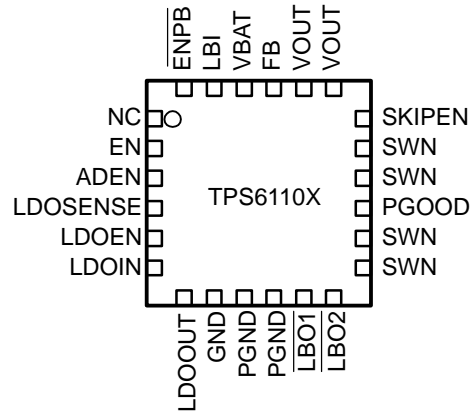 ENPB
LBI
VBAT
FB
VOUT
VOUT
NC
EN
ADEN
LDOSENSE
LDOEN
LDOIN
TPS6110X
SKIPEN
SWN
SWN
PGOOD
SWN
SWN
LDOOUT
GND
PGND
PGND
LBO1
LBO2